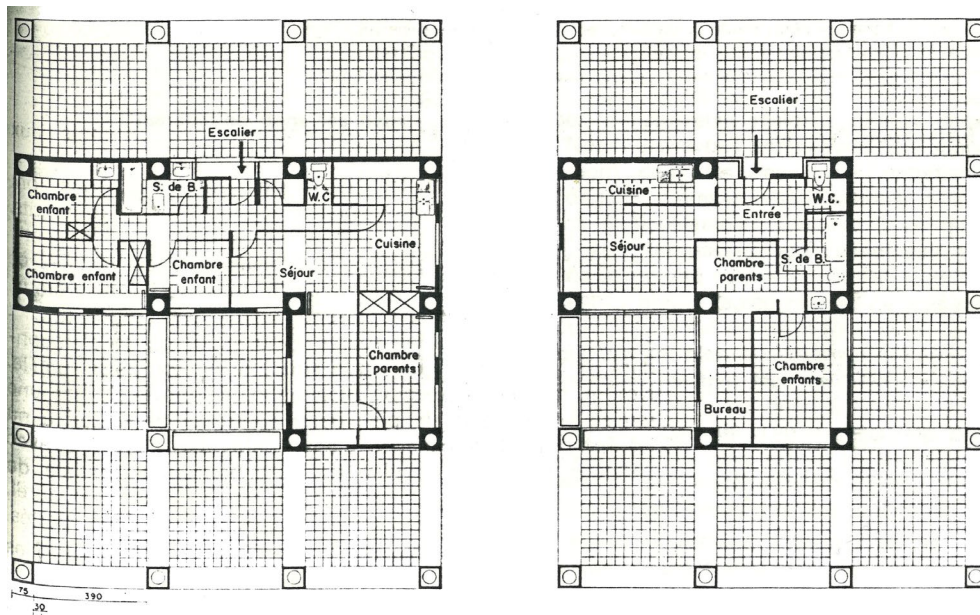 Escalier
S. de B.
W.C
Chambre
enfant
Cuisine
Chambre enfant
Chambre
enfant
Séjour
Chambre
parents
75
390
30
Escalier
Cuisine
W.C.
Entrée
Séjour
S. de B.
Chambre
parents
Chambre
enfants
Bureau